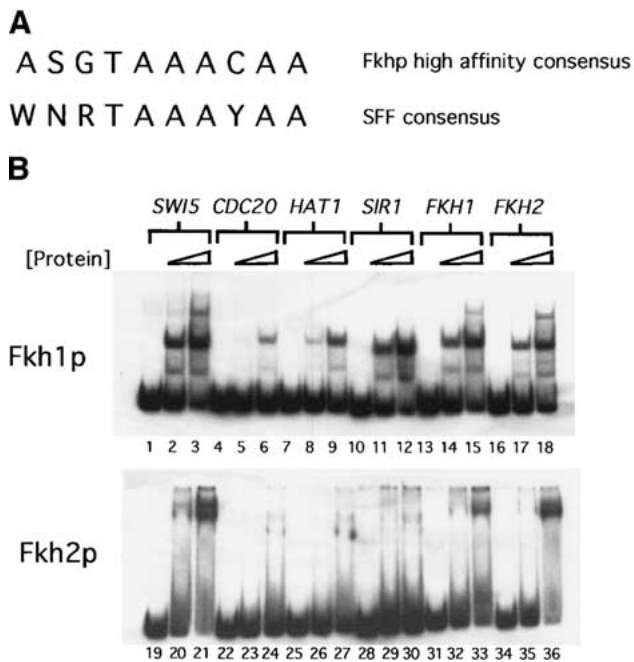 A
A S G T A A A C A A Fkhp high affinity consensus
W N R T A A A Y A A SFF consensus
B
SWI5 CDC20 HAT1 SIR1 FKH1 FKH2
[Protein]
Fkh1p
1 2 3 4 5 6 7 8 9 10 11 12 13 14 15 16 17 18
Fkh2p
19 20 21 22 23 24 25 26 27 28 29 30 31 32 33 34 35 36